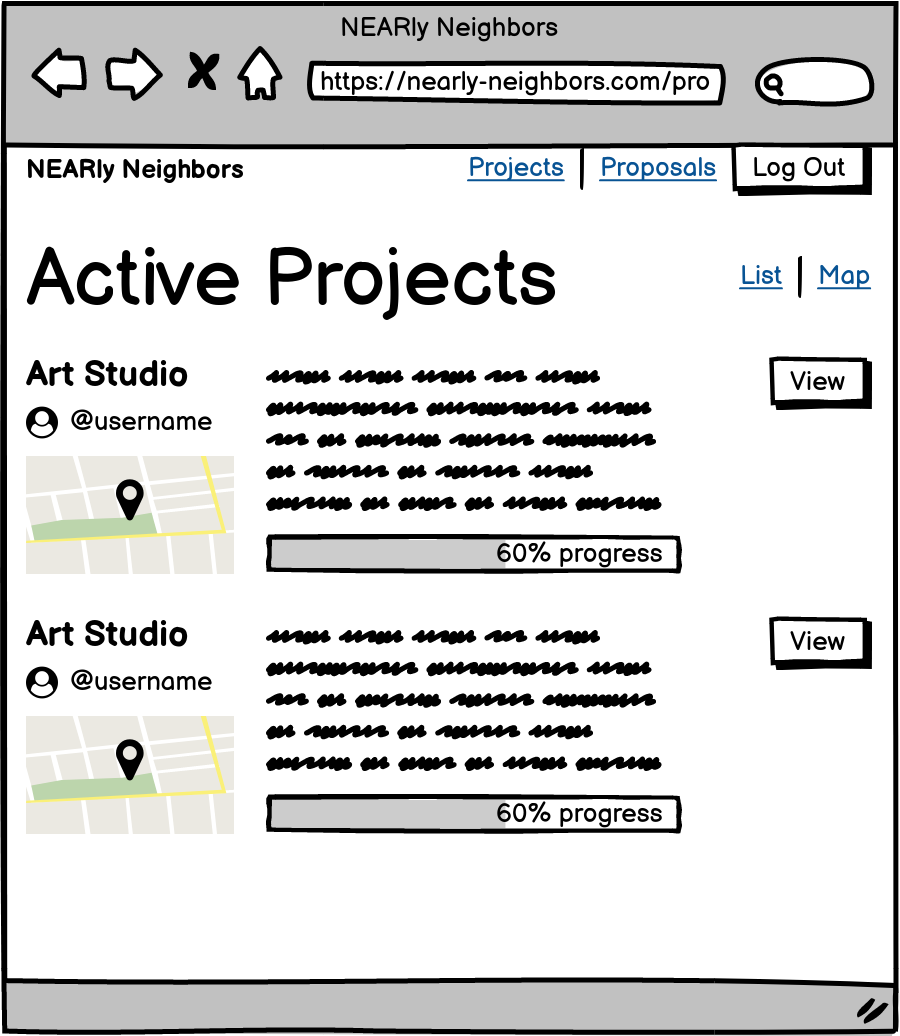 NEARly Neighbors
https://nearly-neighbors.com/pro
NEARly Neighbors
Projects
Proposals
Log Out
Active Projects
List
Map
Art Studio
@username
View
60% progress
Art Studio
@username
View
60% progress